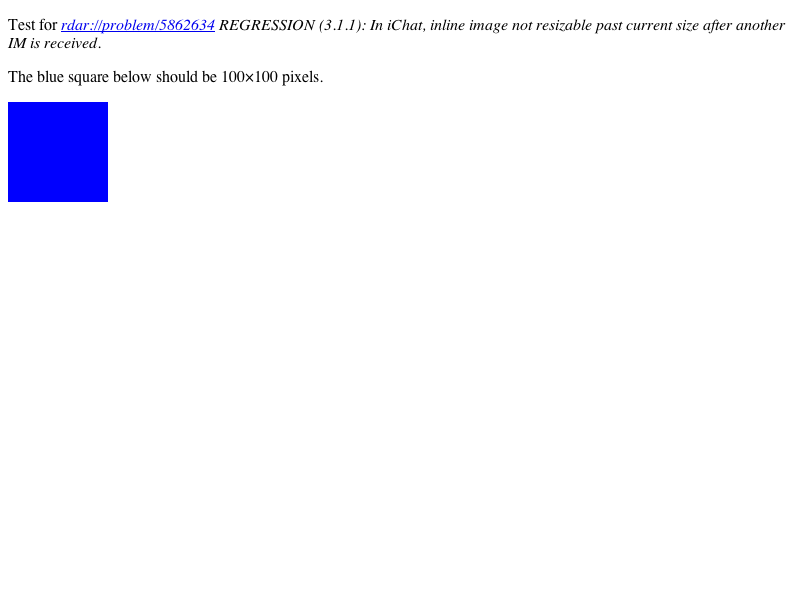 Test for rdar://problem/5862634 REGRESSION (3.1.1): In iChat, inline image not resizable past current size after another
IM is received.
The blue square below should be 100×100 pixels.